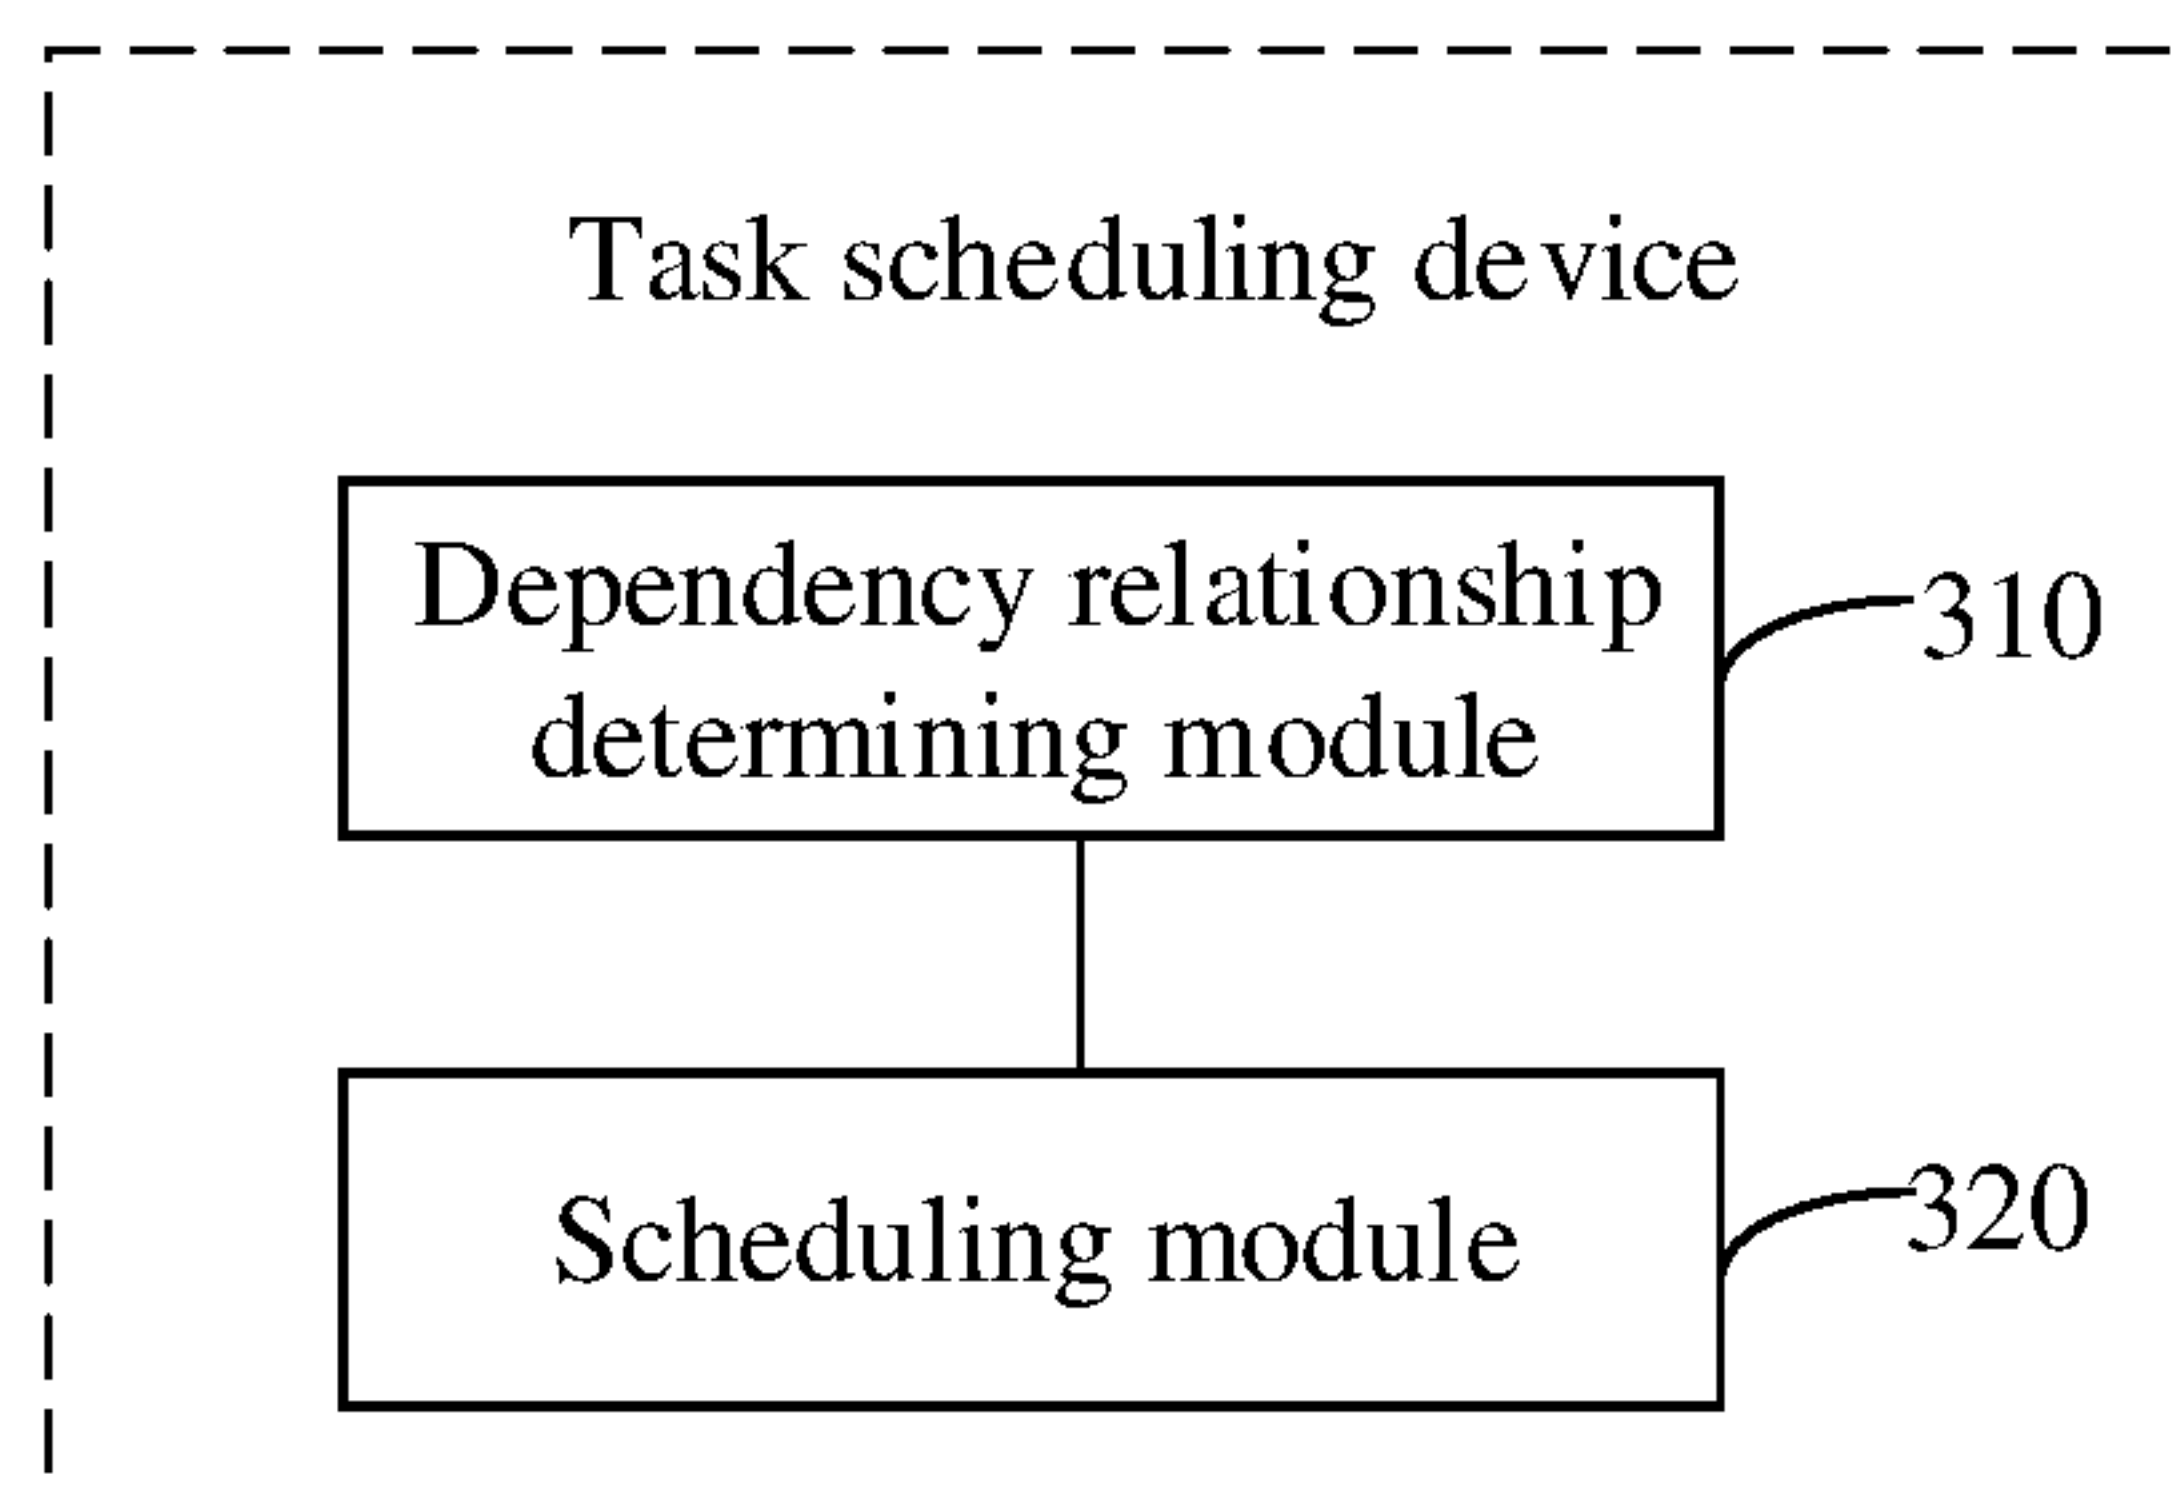 Task scheduling device
Dependency relationship
determining module
310
Scheduling module
320